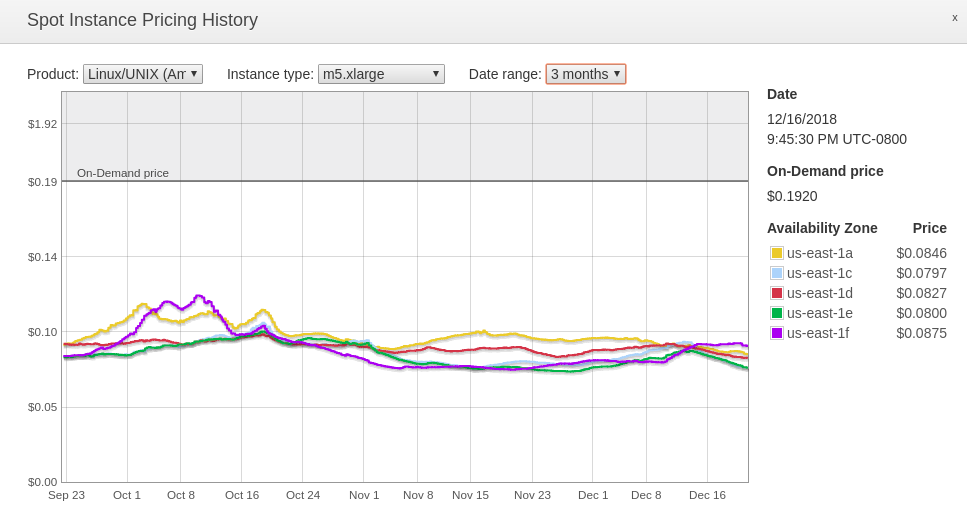 Spot Instance Pricing History
x
Product: Linux/UNIX (Am ▼ Instance type: m5.xlarge ▼ Date range: 3 months ▼
Date
12/16/2018
9:45:30 PM UTC-0800
On-Demand price
$0.1920
Availability Zone Price
us-east-1a $0.0846
us-east-1c $0.0797
us-east-1d $0.0827
us-east-1e $0.0800
us-east-1f $0.0875
$1.92
On-Demand price
$0.19
$0.14
$0.10
$0.05
$0.00
Sep 23 Oct 1 Oct 8 Oct 16 Oct 24 Nov 1 Nov 8 Nov 15 Nov 23 Dec 1 Dec 8 Dec 16